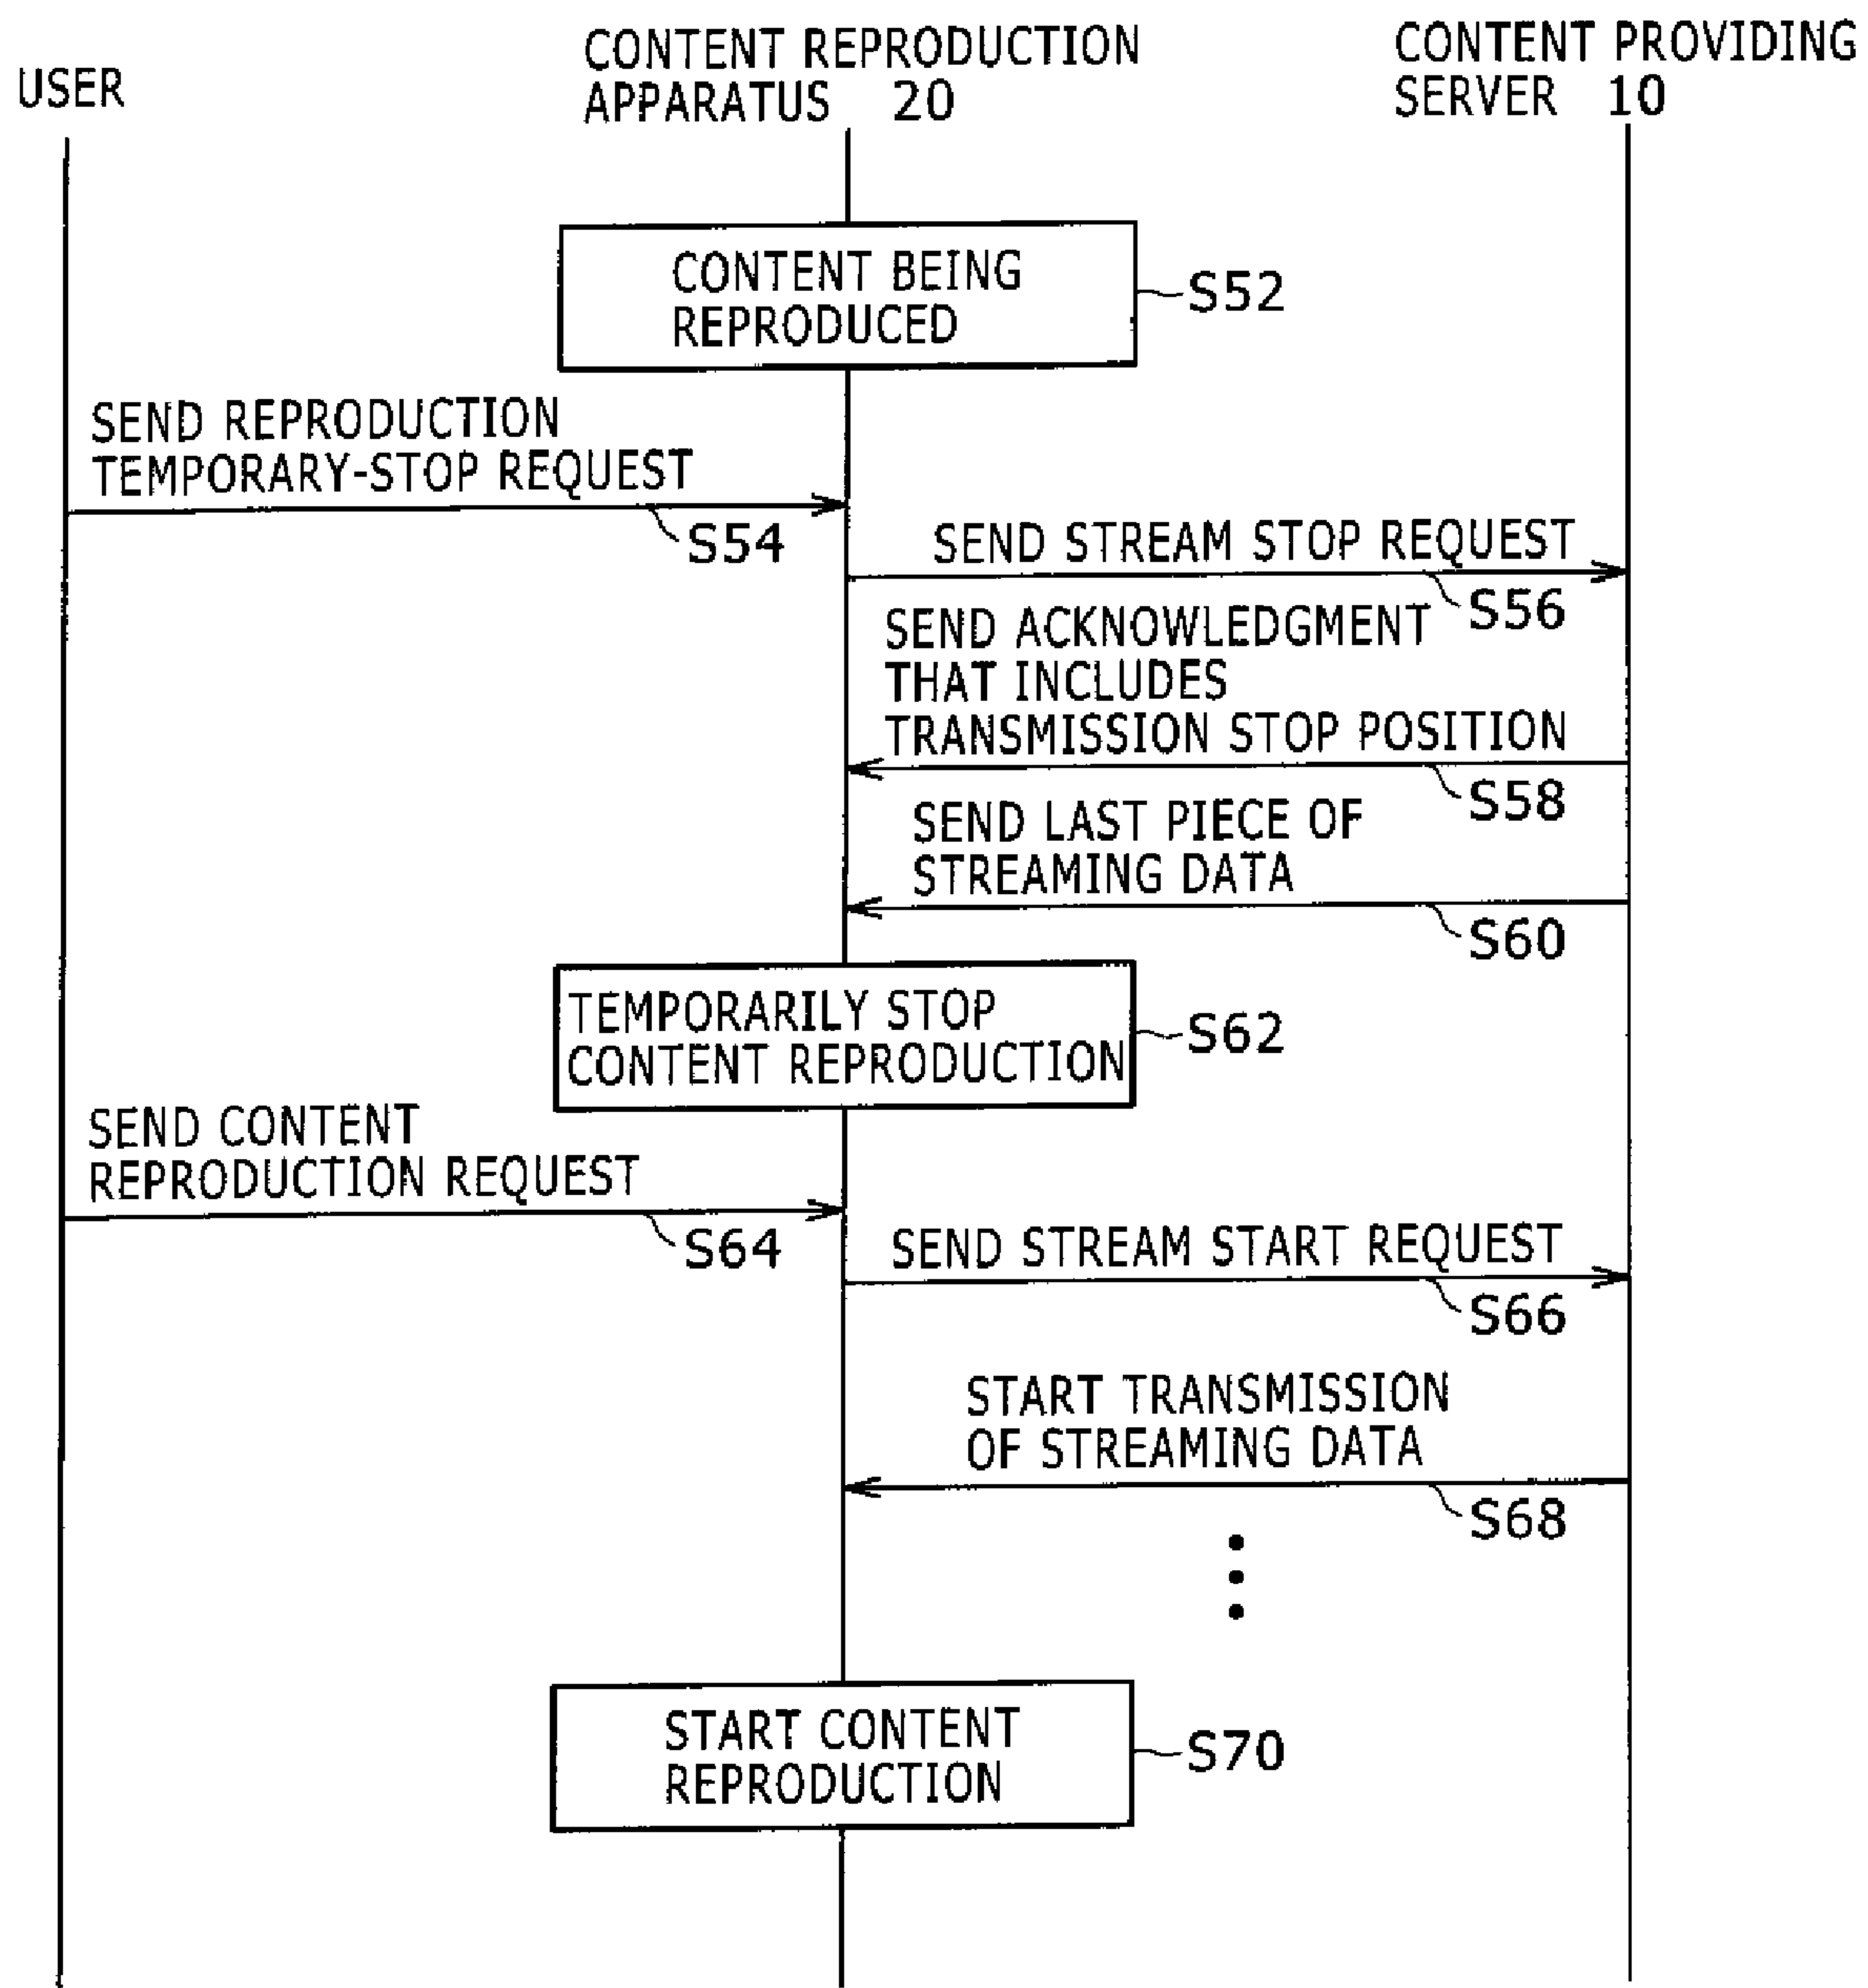 USER
CONTENT REPRODUCTION
APPARATUS 20
CONTENT PROVIDING
SERVER 10
CONTENT BEING
REPRODUCED
S52
SEND REPRODUCTION
TEMPORARY-STOP REQUEST
S54
SEND STREAM STOP REQUEST
S56
SEND ACKNOWLEDGMENT
THAT INCLUDES
TRANSMISSION STOP POSITION
S58
SEND LAST PIECE OF
STREAMING DATA
S60
TEMPORARILY STOP
CONTENT REPRODUCTION
S62
SEND CONTENT
REPRODUCTION REQUEST
S64
SEND STREAM START REQUEST
S66
START TRANSMISSION
OF STREAMING DATA
S68
START CONTENT
REPRODUCTION
S70